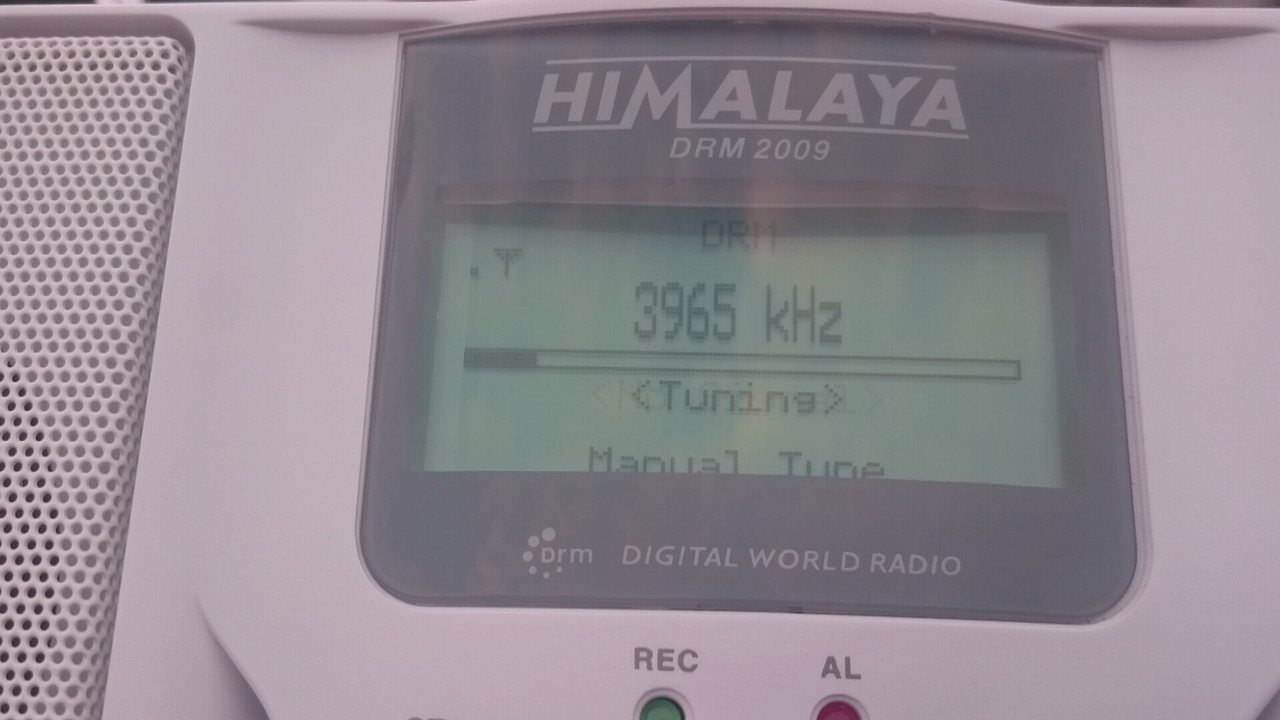 HIMALAYA
DRM 2009
DRM
3965 kHz
<Tuning>
Manual Tune
Drm DIGITAL WORLD RADIO
REC AL